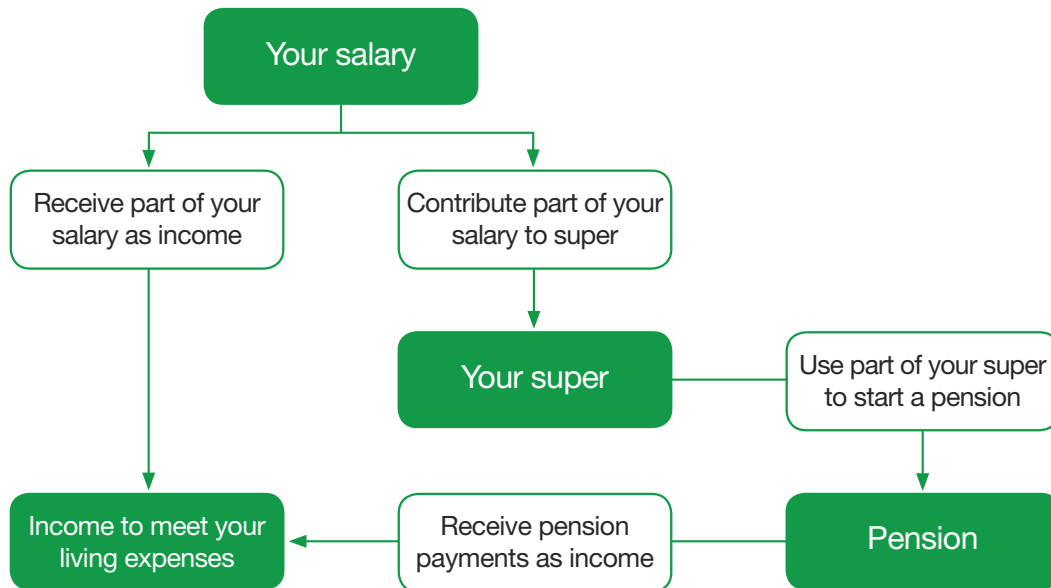 Your salary
Receive part of your
salary as income
Contribute part of your
salary to super
Your super
Use part of your super
to start a pension
Income to meet your
living expenses
Receive pension
payments as income
Pension